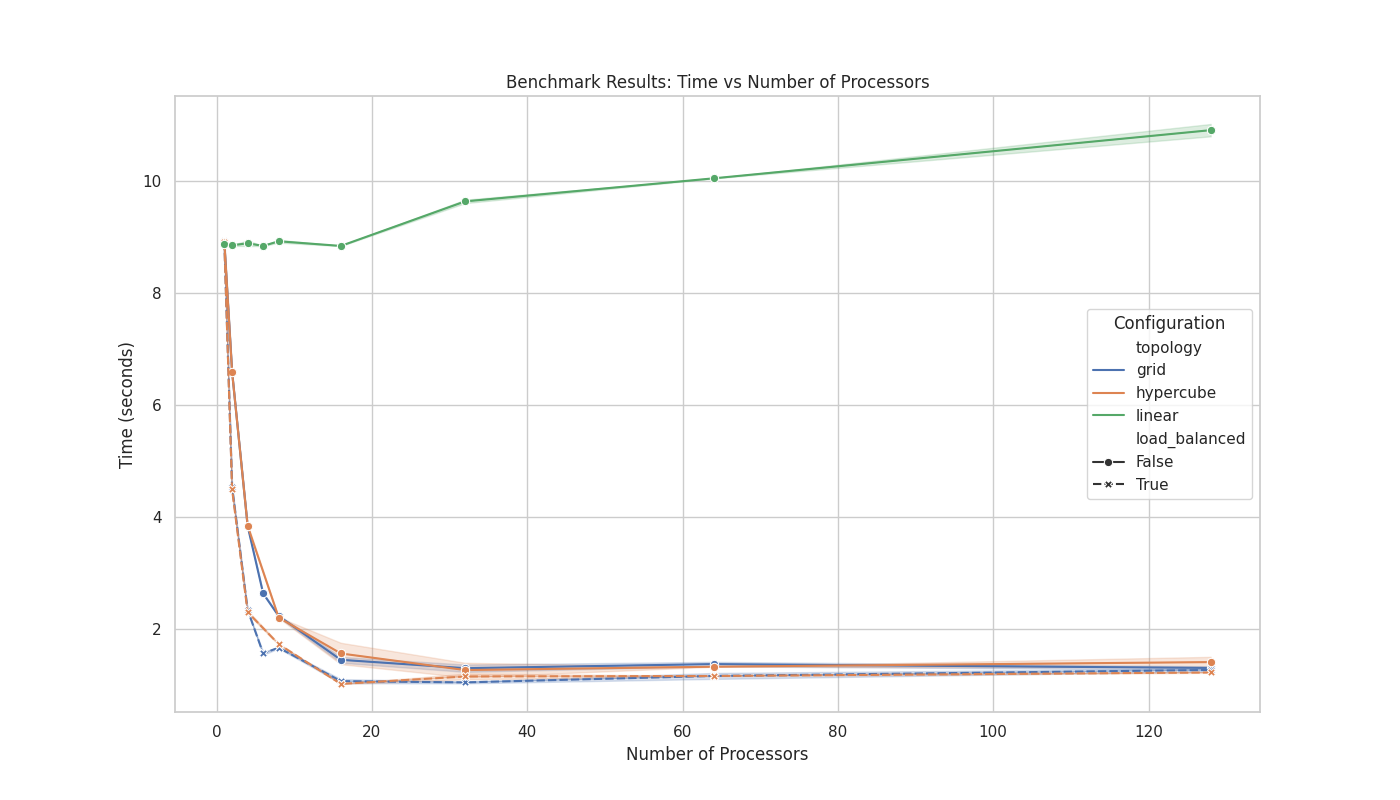 Benchmark Results: Time vs Number of Processors
10
8
6
4
2
Time (seconds)
Configuration
topology
grid
hypercube
linear
load_balanced
False
True
0 20 40 60 80 100 120
Number of Processors